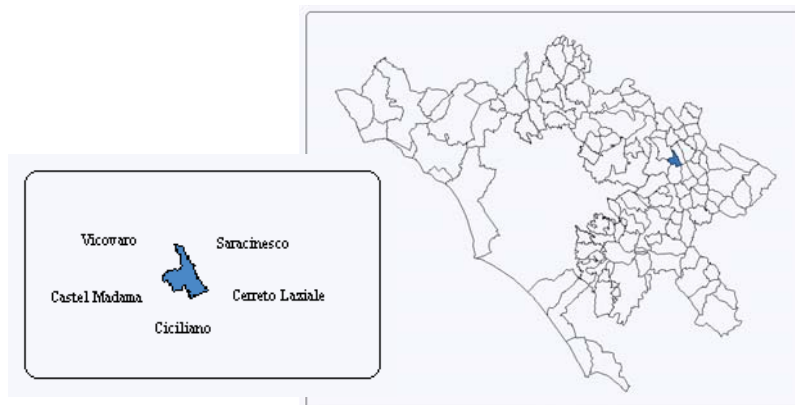 Vicovaro
Saracinesco
Castel Madama
Cerreto Laziale
Ciciliano